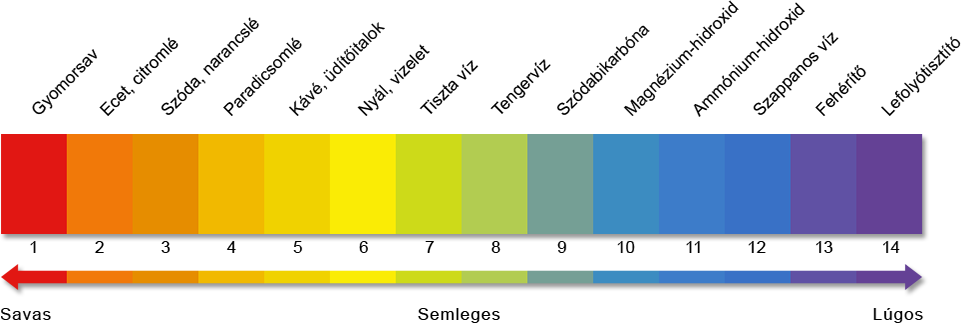 Gyomorsav
Ecet, citromlé
Szóda, narancslé
Paradicsomlé
Kávé, üdítőitalok
Nyál, vizelet
Tiszta víz
Tengervíz
Szódabikarbóna
Magnézium-hidroxid
Ammónium-hidroxid
Szappanos víz
Fehérítő
Lefolyótisztító
1 2 3 4 5 6 7 8 9 10 11 12 13 14
Savas Semleges Lúgos